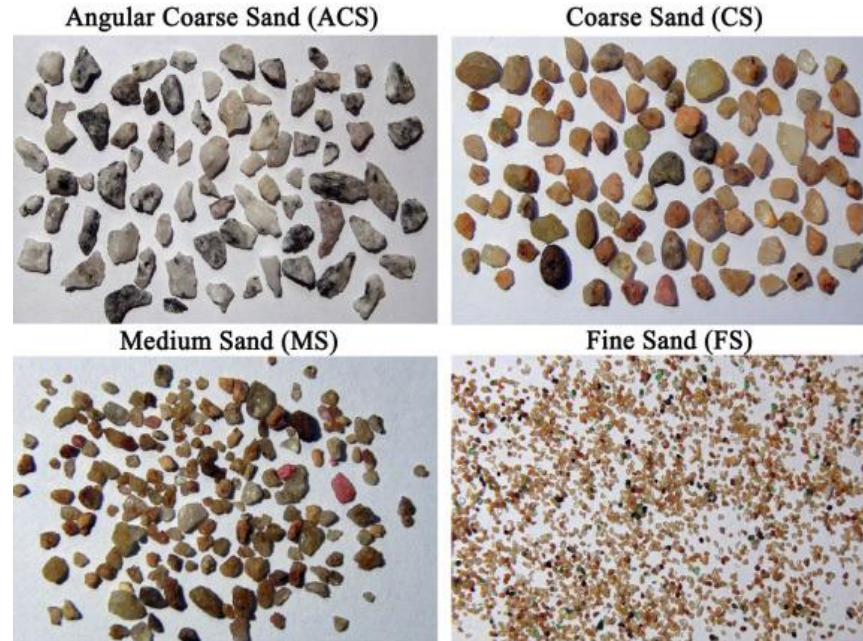 Angular Coarse Sand (ACS)
Coarse Sand (CS)
Medium Sand (MS)
Fine Sand (FS)